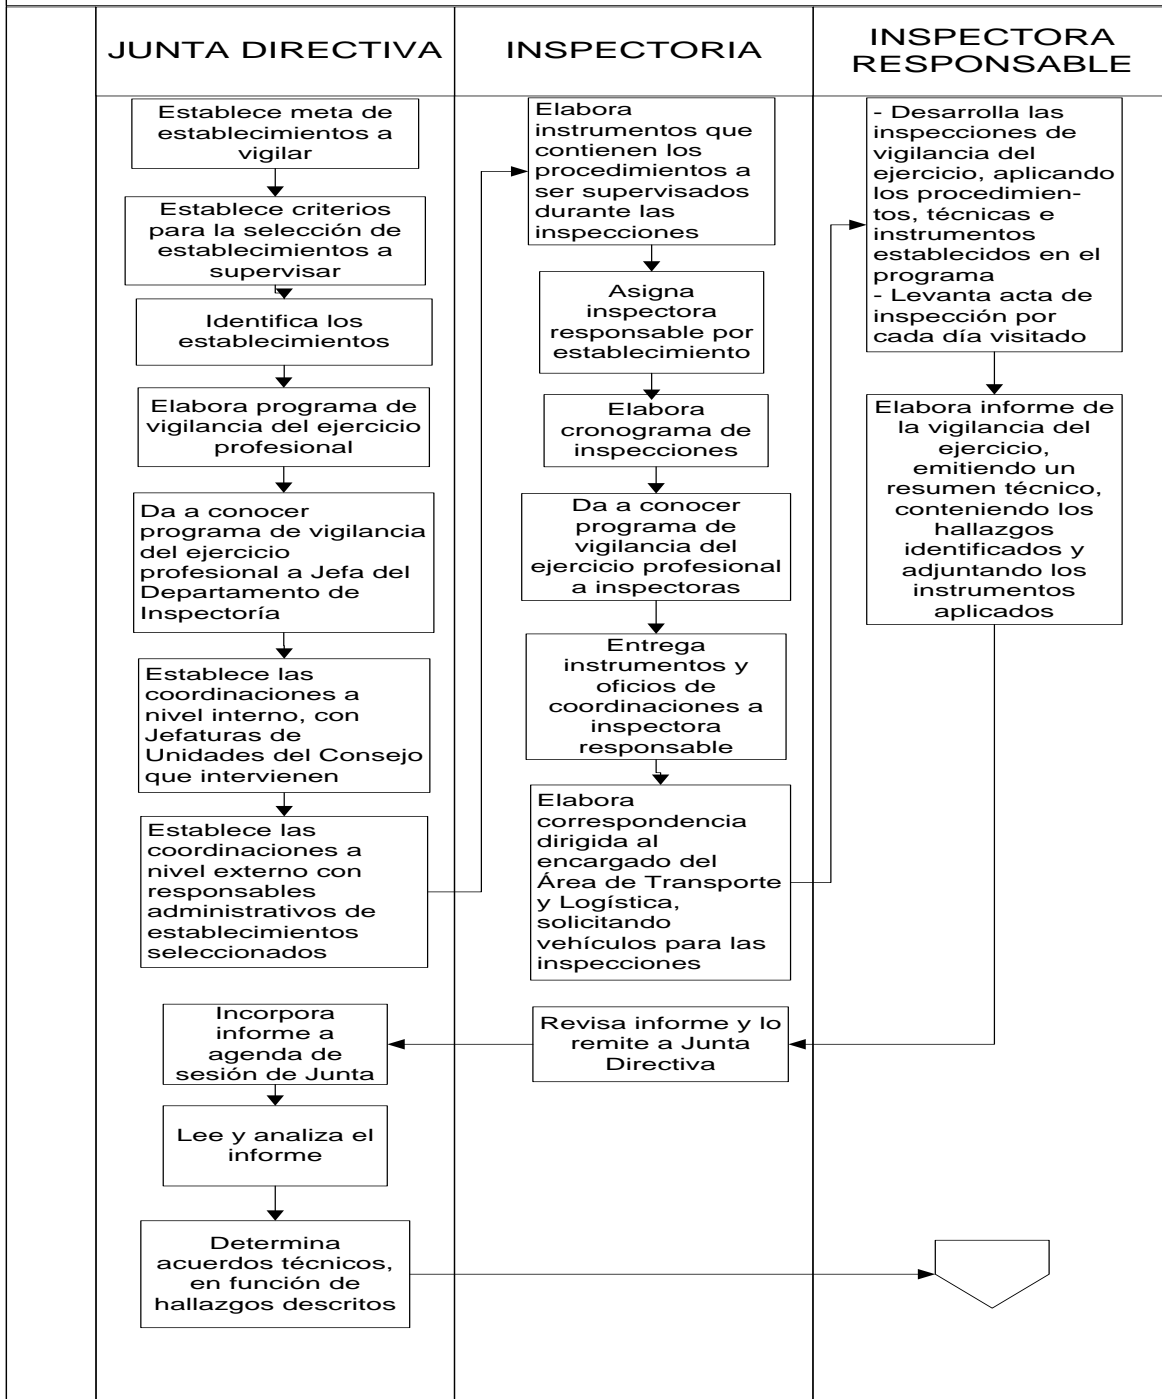 JUNTA DIRECTIVA
INSPECTORIA
INSPECTORA
RESPONSABLE
Establece meta de
establecimientos a
vigilar
Establece criterios
para la selección de
establecimientos a
supervisar
Identifica los
establecimientos
Elabora programa de
vigilancia del ejercicio
profesional
Da a conocer
programa de vigilancia
del ejercicio
profesional a Jefa del
Departamento de
Inspectoría
Establece las
coordinaciones a
nivel interno, con
Jefaturas de
Unidades del Consejo
que intervienen
Establece las
coordinaciones a
nivel externo con
responsables
administrativos de
establecimientos
seleccionados
Elabora
instrumentos que
contienen los
procedimientos a
ser supervisados
durante las
inspecciones
Asigna
inspectora
responsable por
establecimiento
Elabora
cronograma de
inspecciones
Da a conocer
programa de
vigilancia del
ejercicio profesional
a inspectoras
Entrega
instrumentos y
oficios de
coordinaciones a
inspectora
responsable
Elabora
correspondencia
dirigida al
encargado del
Área de Transporte
y Logística,
solicitando
vehículos para las
inspecciones
- Desarrolla las
inspecciones de
vigilancia del
ejercicio, aplicando
los procedimien-
tos, técnicas e
instrumentos
establecidos en el
programa
- Levanta acta de
inspección por
cada día visitado
Elabora informe de
la vigilancia del
ejercicio,
emitiendo un
resumen técnico,
conteniendo los
hallazgos
identificados y
adjuntando los
instrumentos
aplicados
Revisa informe y lo
remite a Junta
Directiva
Incorpora
informe a
agenda de
sesión de Junta
Lee y analiza el
informe
Determina
acuerdos técnicos,
en función de
hallazgos descritos